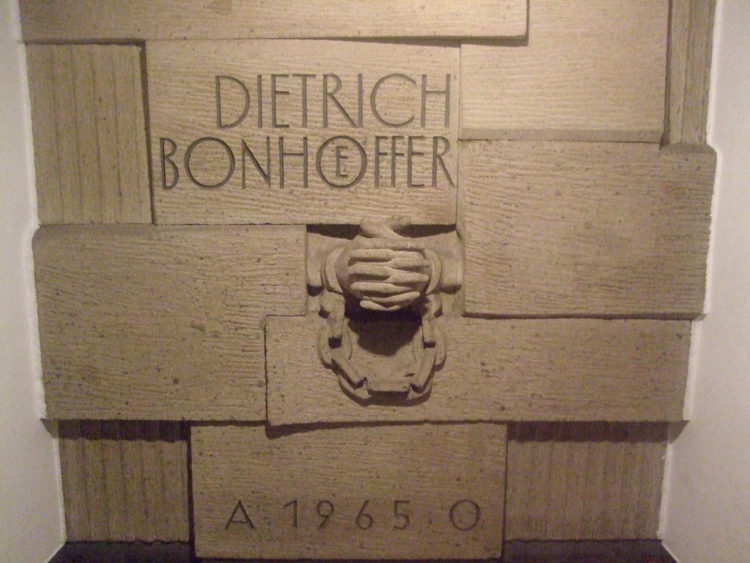 DIETRICH
BONHOEFFER
A · 1965 · O